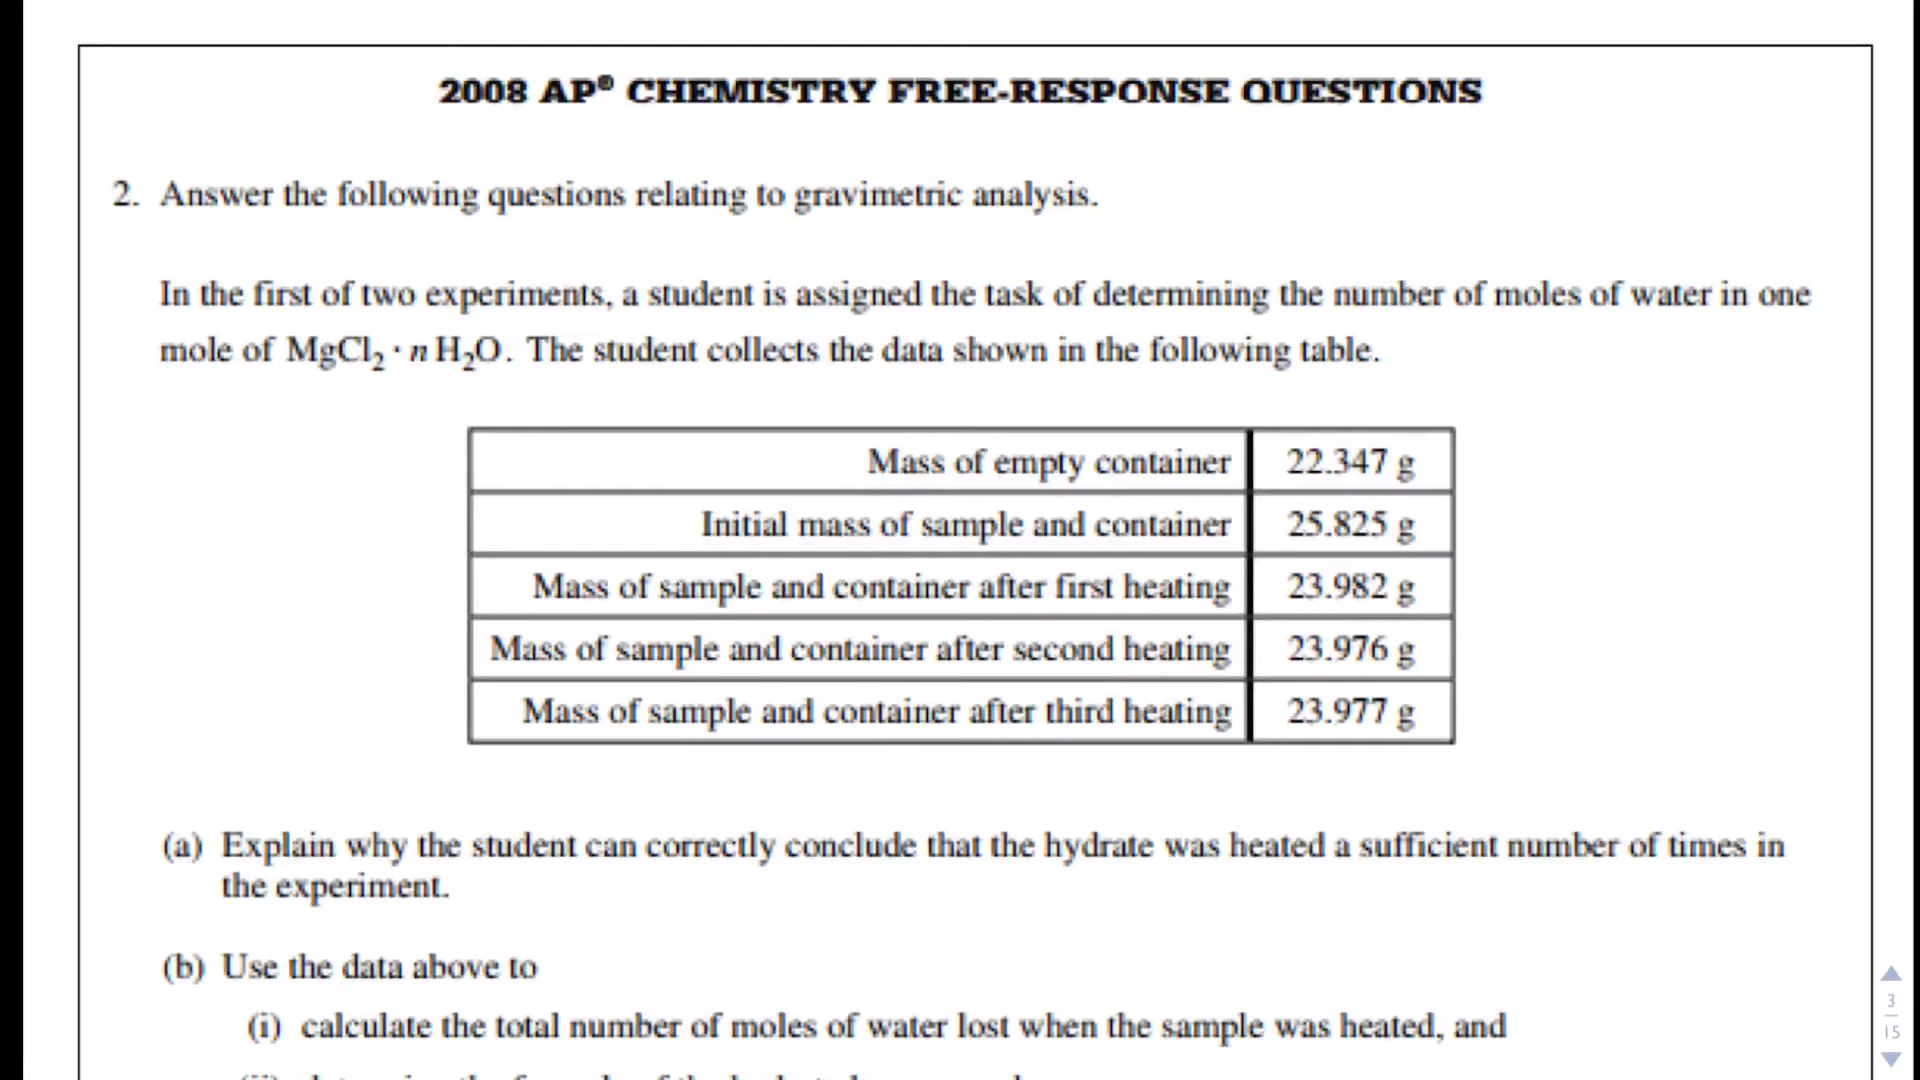 2008 AP® CHEMISTRY FREE-RESPONSE QUESTIONS
2. Answer the following questions relating to gravimetric analysis.
In the first of two experiments, a student is assigned the task of determining the number of moles of water in one
mole of MgCl₂ · n H₂O. The student collects the data shown in the following table.
Mass of empty container 22.347 g
Initial mass of sample and container 25.825 g
Mass of sample and container after first heating 23.982 g
Mass of sample and container after second heating 23.976 g
Mass of sample and container after third heating 23.977 g
(a) Explain why the student can correctly conclude that the hydrate was heated a sufficient number of times in
the experiment.
(b) Use the data above to
(i) calculate the total number of moles of water lost when the sample was heated, and
3
15